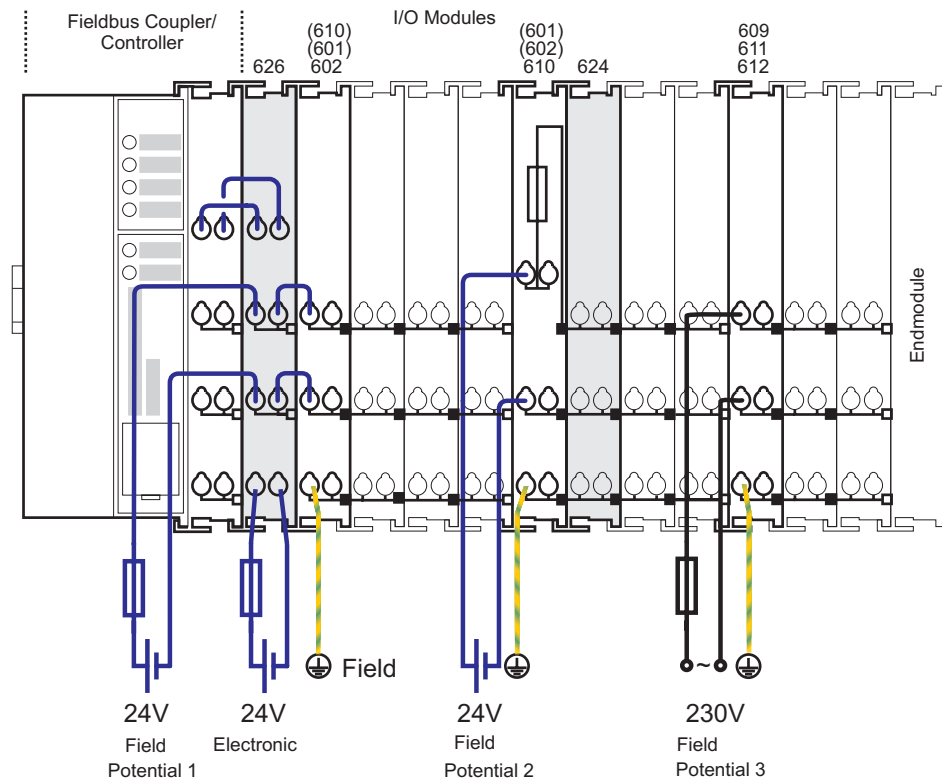 Fieldbus Coupler/
Controller
I/O Modules
626
(610)
(601)
602
(601)
(602)
610
624
609
611
612
Endmodule
Field
~
24V
Field
Potential 1
24V
Electronic
24V
Field
Potential 2
230V
Field
Potential 3